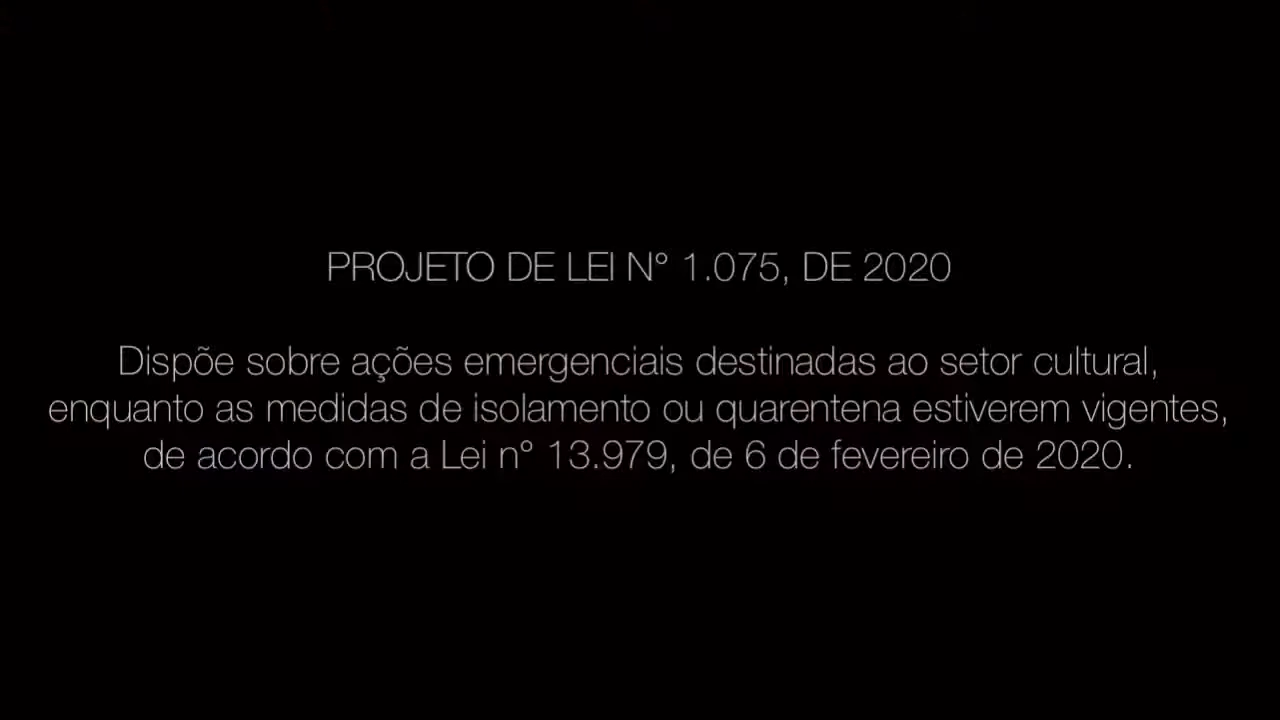 PROJETO DE LEI N° 1.075, DE 2020
Dispõe sobre ações emergenciais destinadas ao setor cultural,
enquanto as medidas de isolamento ou quarentena estiverem vigentes,
de acordo com a Lei nº 13.979, de 6 de fevereiro de 2020.